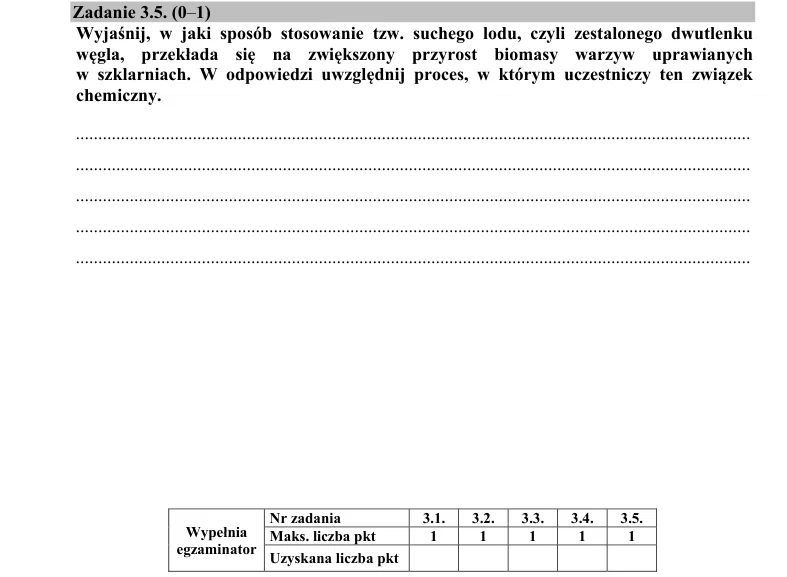 Zadanie 3.5. (0–1)
Wyjaśnij, w jaki sposób stosowanie tzw. suchego lodu, czyli zestalonego dwutlenku
węgla, przekłada się na zwiększony przyrost biomasy warzyw uprawianych
w szklarniach. W odpowiedzi uwzględnij proces, w którym uczestniczy ten związek
chemiczny.
Wypełnia egzaminator
Nr zadania 3.1. 3.2. 3.3. 3.4. 3.5.
Maks. liczba pkt 1 1 1 1 1
Uzyskana liczba pkt